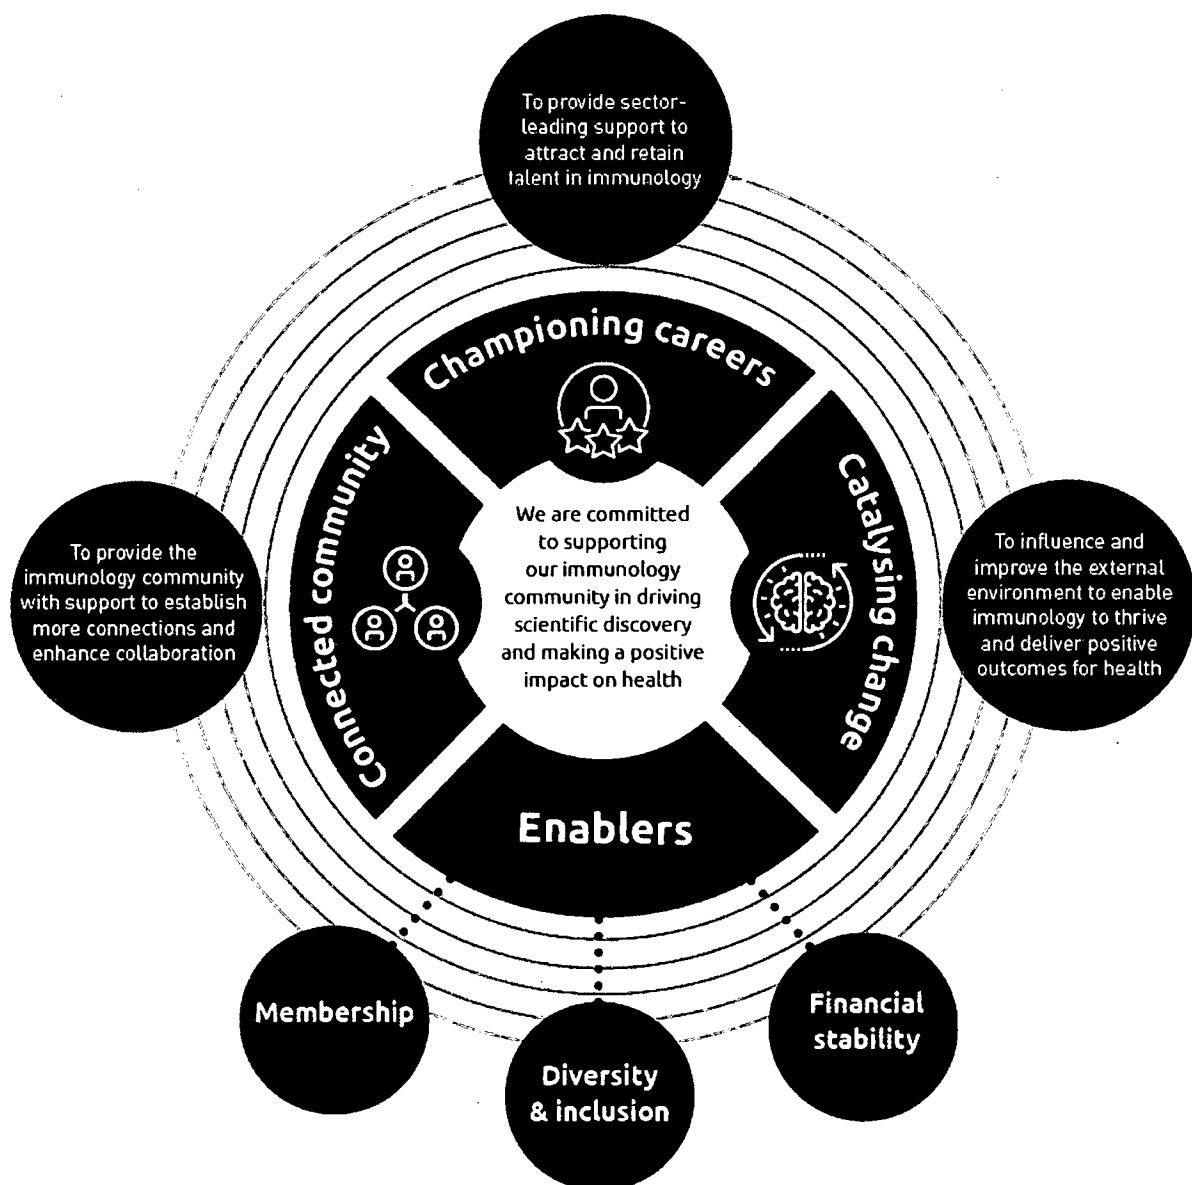 To provide sector-
leading support to
attract and retain
talent in immunology
Championing careers
Connected community
Catalysing change
We are committed
to supporting
our immunology
community in driving
scientific discovery
and making a positive
impact on health
To provide the
immunology community
with support to establish
more connections and
enhance collaboration
To influence and
improve the external
environment to enable
immunology to thrive
and deliver positive
outcomes for health
Enablers
Membership
Diversity
& inclusion
Financial
stability